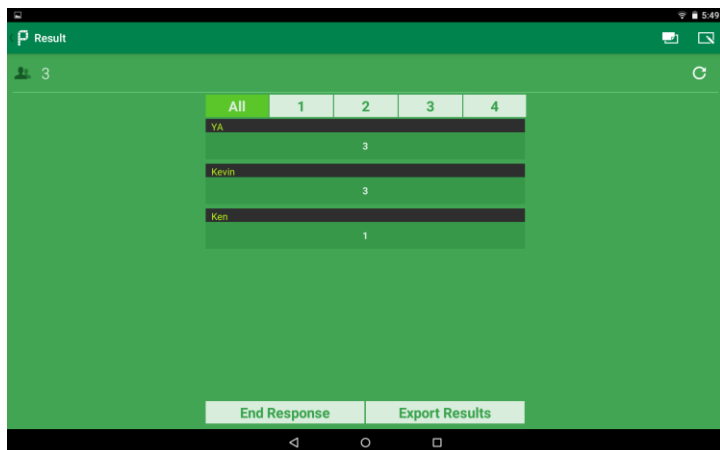 5:49
Result
3
All 1 2 3 4
YA
3
Kevin
3
Ken
1
End Response Export Results